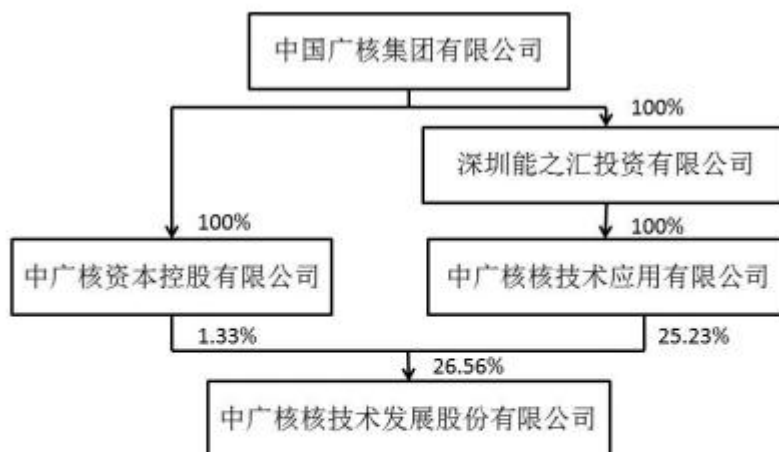 中国广核集团有限公司
100%
深圳能之汇投资有限公司
100%
100%
中广核资本控股有限公司
中广核核技术应用有限公司
1.33%
25.23%
26.56%
中广核核技术发展股份有限公司